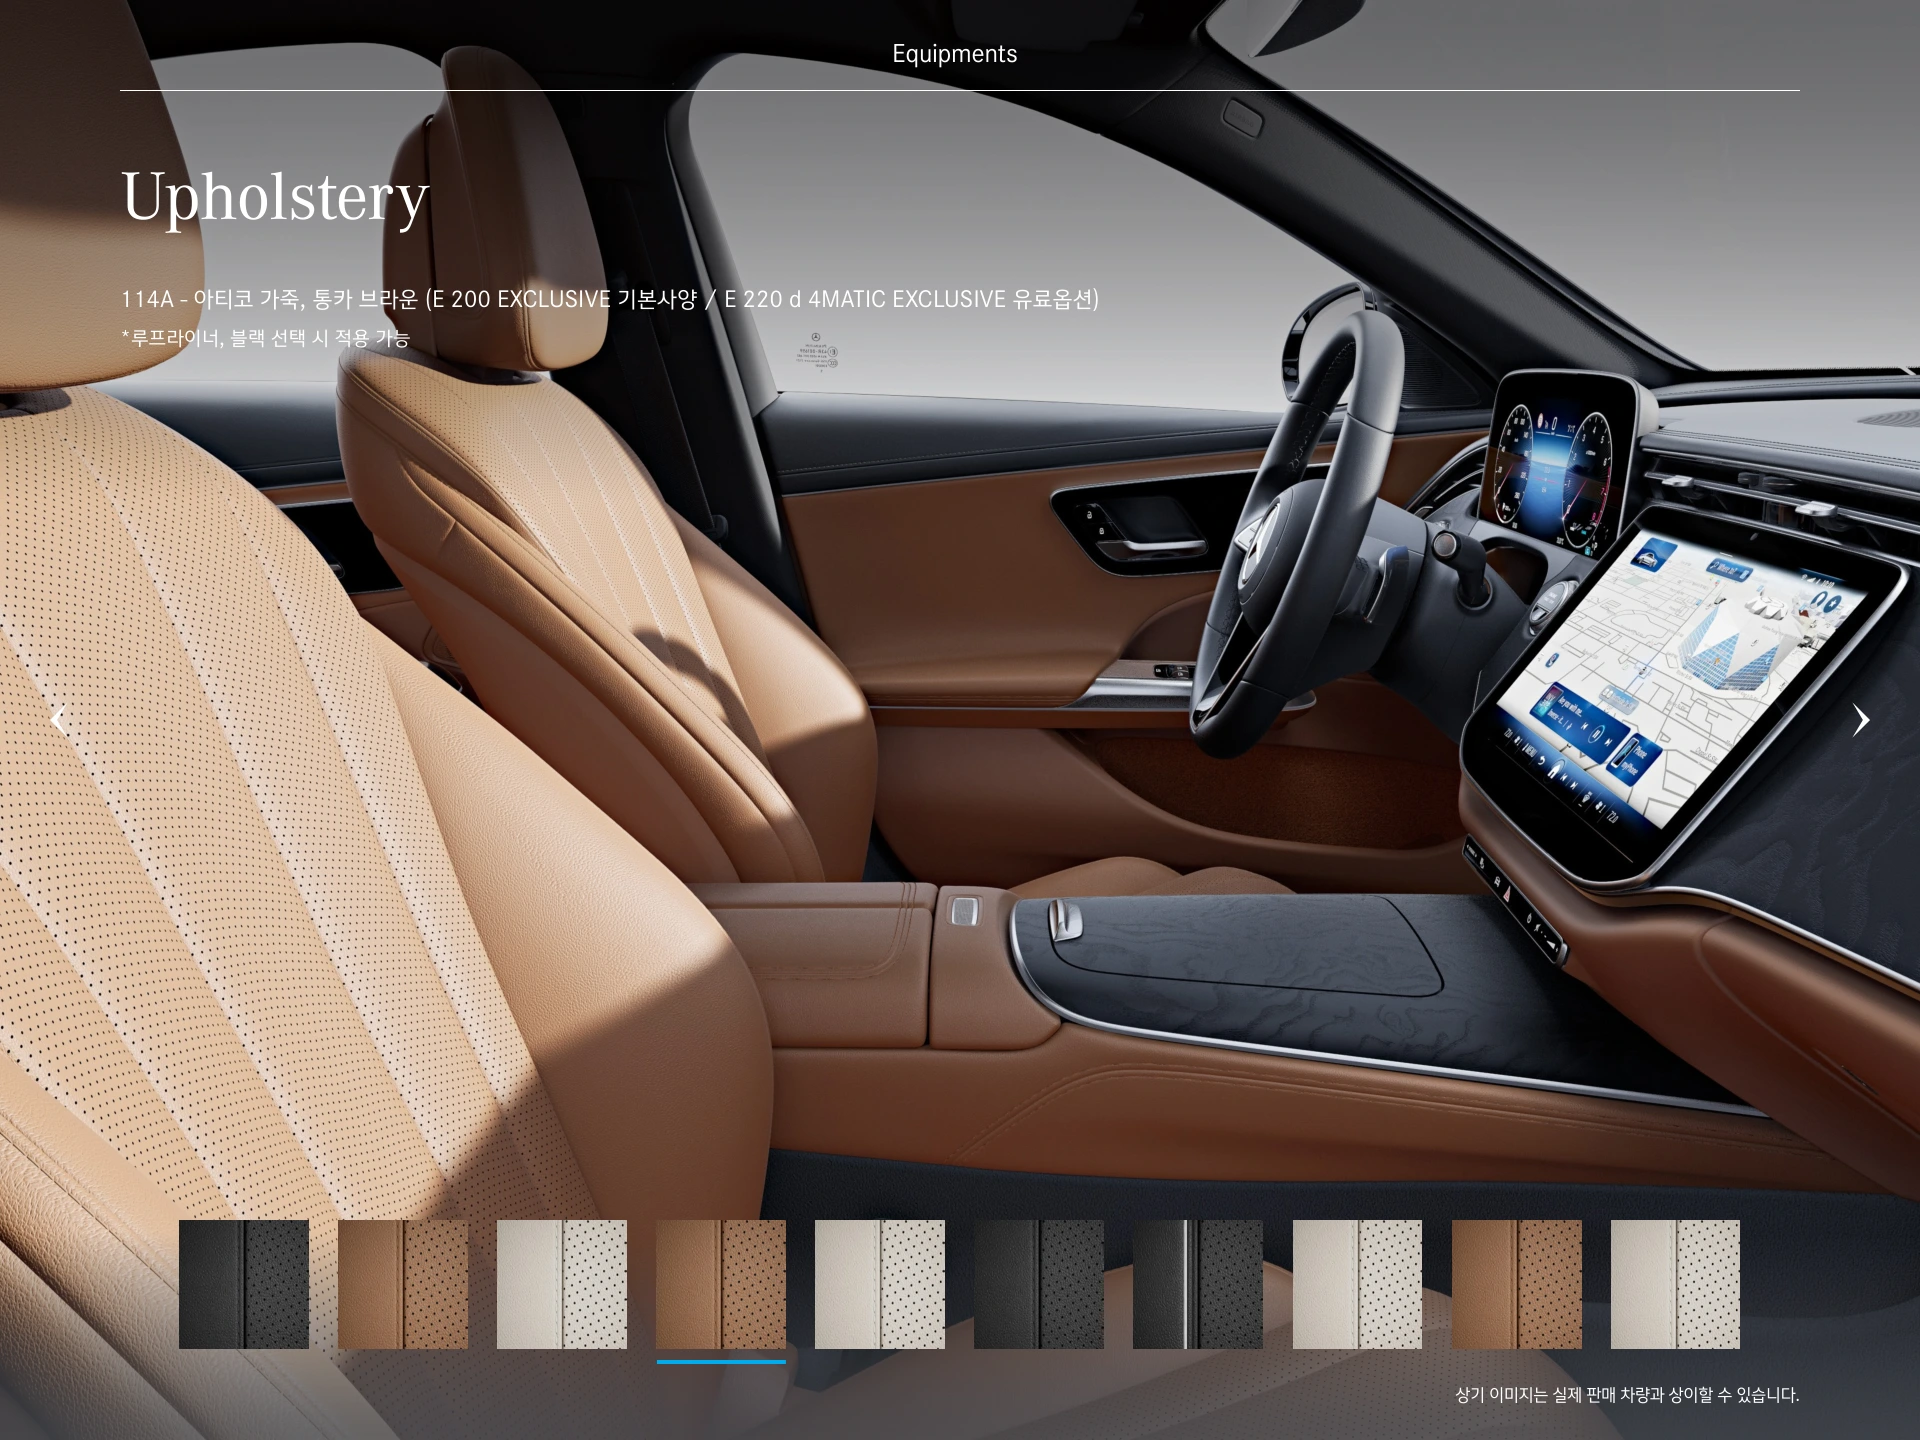 Equipments
Upholstery
114A - 아티코 가죽, 통카 브라운 (E 200 EXCLUSIVE 기본사양 / E 220 d 4MATIC EXCLUSIVE 유료옵션)
*루프라이너, 블랙 선택 시 적용 가능
상기 이미지는 실제 판매 차량과 상이할 수 있습니다.